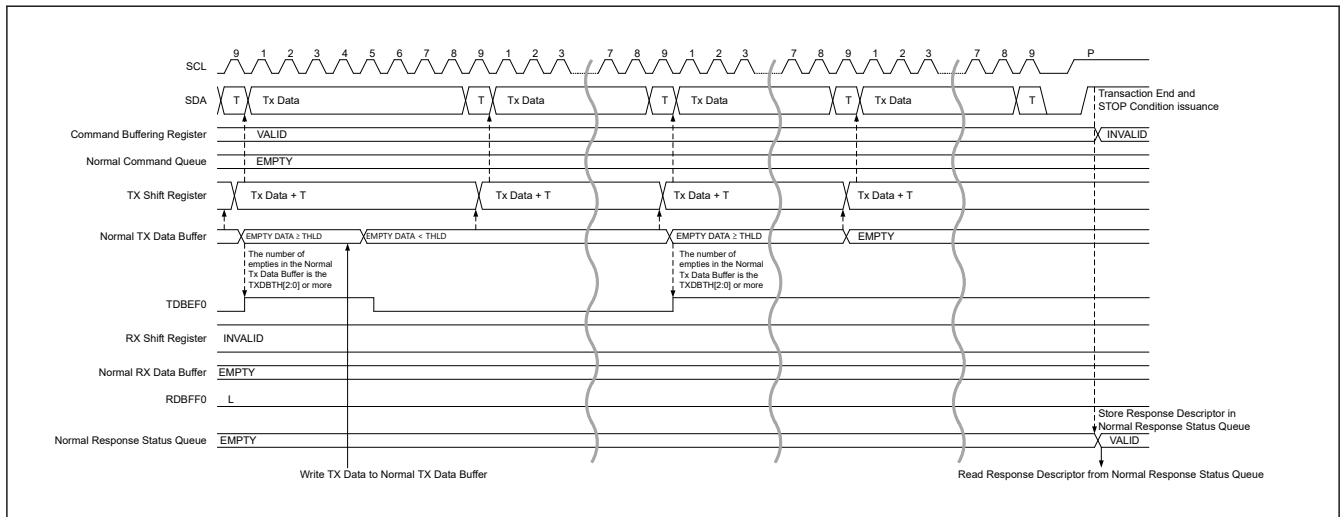 9 1 2 3 4 5 6 7 8 9 1 2 3 7 8 9 1 2 3 7 8 9 1 2 3 7 8 9 P
SCL
SDA T Tx Data T Tx Data T Tx Data T Tx Data T
Transaction End and
STOP Condition issuance
Command Buffering Register VALID INVALID
Normal Command Queue EMPTY
TX Shift Register Tx Data + T Tx Data + T Tx Data + T Tx Data + T
Normal TX Data Buffer EMPTY DATA ≥ THLD EMPTY DATA < THLD EMPTY DATA ≥ THLD EMPTY
The number of
empties in the Normal
Tx Data Buffer is the
TXDBTH[2:0] or more
The number of
empties in the Normal
Tx Data Buffer is the
TXDBTH[2:0] or more
TDBEF0
RX Shift Register INVALID
Normal RX Data Buffer EMPTY
RDBFF0 L
Store Response Descriptor in
Normal Response Status Queue
Normal Response Status Queue EMPTY VALID
Write TX Data to Normal TX Data Buffer
Read Response Descriptor from Normal Response Status Queue